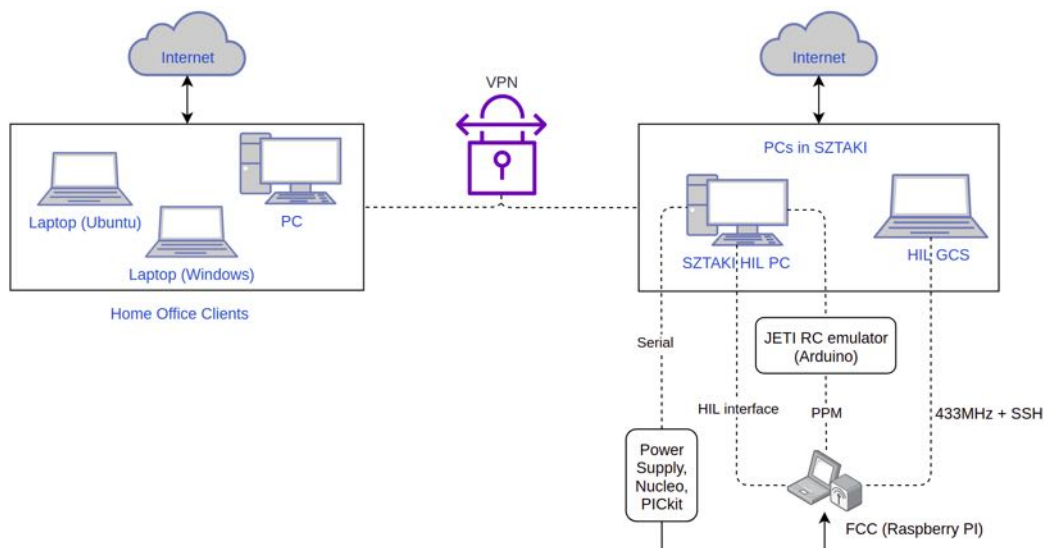 Internet
Internet
VPN
PCs in SZTAKI
Laptop (Ubuntu)
PC
Laptop (Windows)
SZTAKI HIL PC
HIL GCS
Home Office Clients
Serial
JETI RC emulator
(Arduino)
HIL interface
PPM
433MHz + SSH
Power
Supply,
Nucleo,
PICkit
FCC (Raspberry PI)